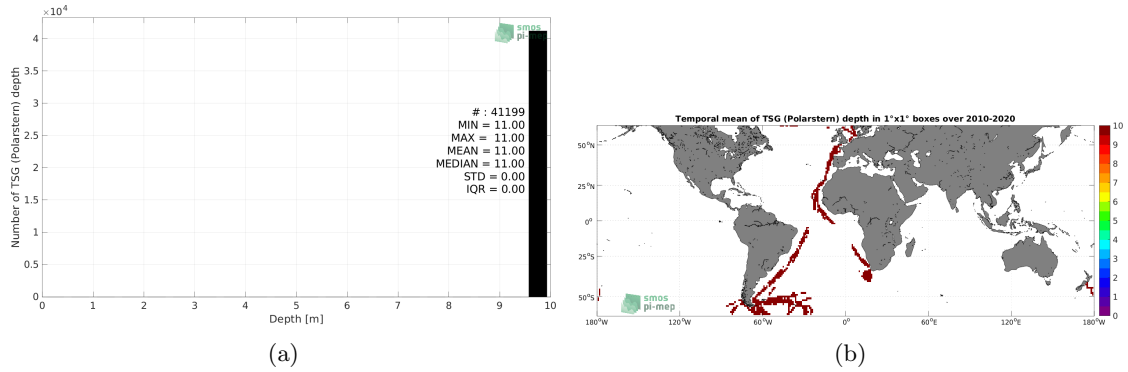 ×10⁴
4
3.5
3
2.5
2
1.5
1
0.5
0
Number of TSG (Polarstern) depth
smos
pi-mep
# : 41199
MIN = 11.00
MAX = 11.00
MEAN = 11.00
MEDIAN = 11.00
STD = 0.00
IQR = 0.00
0 1 2 3 4 5 6 7 8 9 10
Depth [m]
(a)
Temporal mean of TSG (Polarstern) depth in 1°x1° boxes over 2010-2020
50°N
25°N
0°
25°S
50°S
180°W 120°W 60°W 0° 60°E 120°E 180°W
smos
pi-mep
10
9
8
7
6
5
4
3
2
1
0
(b)